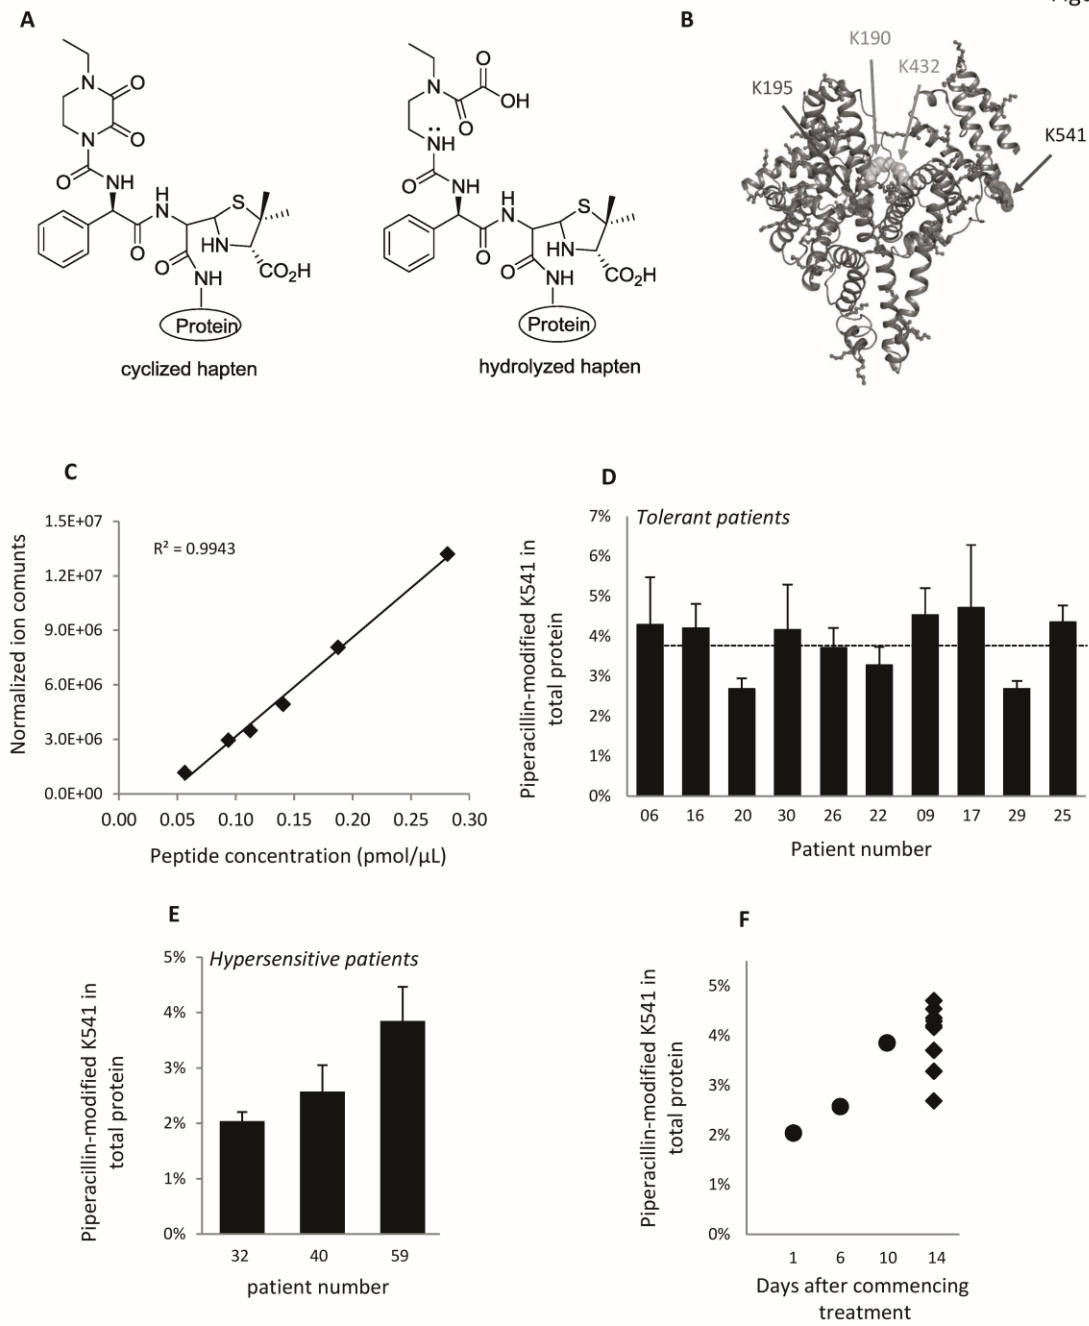 A
B
N
O
N
O
O
NH
H
N
O
S
HN
O
NH
CO2H
Protein
cyclized hapten
O
N
OH
O
NH
O
NH
H
N
O
S
HN
O
NH
CO2H
Protein
hydrolyzed hapten
K190
K432
K195
K541
C
Normalized ion comunts
1.5E+07
1.2E+07
9.0E+06
6.0E+06
3.0E+06
0.0E+00
R² = 0.9943
0.00 0.05 0.10 0.15 0.20 0.25 0.30
Peptide concentration (pmol/µL)
D
Piperacillin-modified K541 in
total protein
Tolerant patients
7%
6%
5%
4%
3%
2%
1%
0%
06 16 20 30 26 22 09 17 29 25
Patient number
E
Piperacillin-modified K541 in
total protein
Hypersensitive patients
5%
4%
3%
2%
1%
0%
32 40 59
patient number
F
Piperacillin-modified K541 in
total protein
5%
4%
3%
2%
1%
0%
1 6 10 14
Days after commencing
treatment